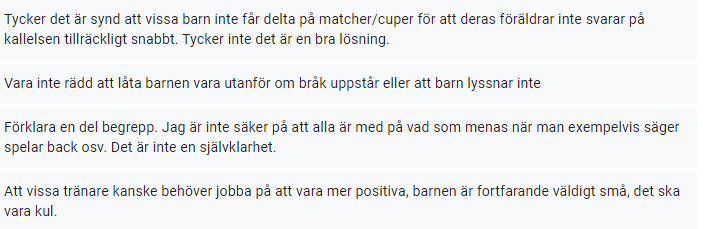 Tycker det är synd att vissa barn inte får delta på matcher/cuper för att deras föräldrar inte svarar på
kallelsen tillräckligt snabbt. Tycker inte det är en bra lösning.
Vara inte rädd att låta barnen vara utanför om bråk uppstår eller att barn lyssnar inte
Förklara en del begrepp. Jag är inte säker på att alla är med på vad som menas när man exempelvis säger
spelar back osv. Det är inte en självklarhet.
Att vissa tränare kanske behöver jobba på att vara mer positiva, barnen är fortfarande väldigt små, det ska
vara kul.